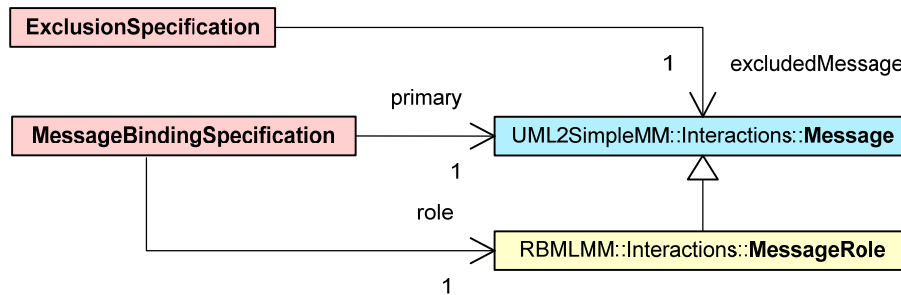 ExclusionSpecification
1
excludedMessage
primary
MessageBindingSpecification
UML2SimpleMM::Interactions::Message
1
role
RBMLMM::Interactions::MessageRole
1